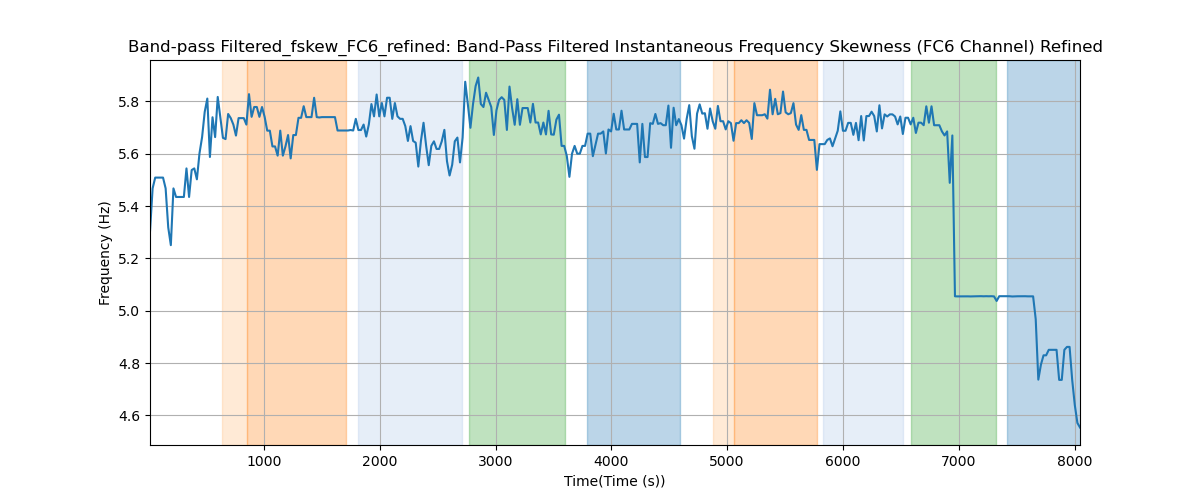 Band-pass Filtered_fskew_FC6_refined: Band-Pass Filtered Instantaneous Frequency Skewness (FC6 Channel) Refined
5.8
5.6
5.4
5.2
5.0
4.8
4.6
Frequency (Hz)
1000 2000 3000 4000 5000 6000 7000 8000
Time(Time (s))